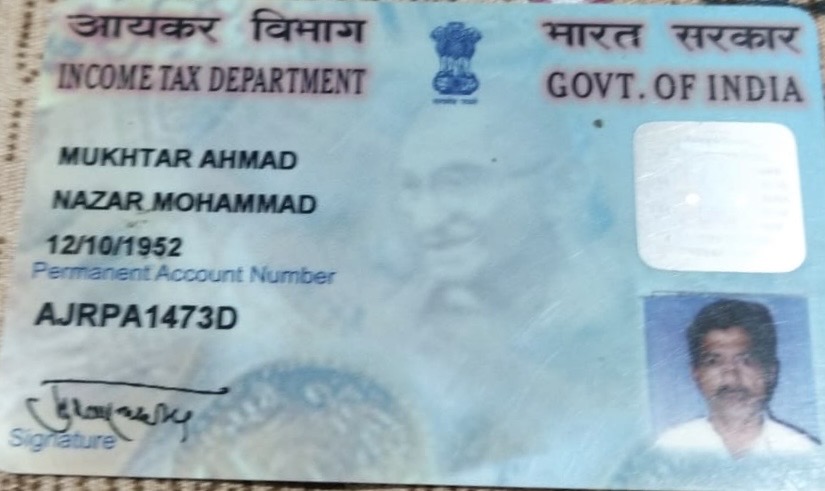 आयकर विभाग
भारत सरकार
INCOME TAX DEPARTMENT
GOVT. OF INDIA
MUKHTAR AHMAD
NAZAR MOHAMMAD
12/10/1952
Permanent Account Number
AJRPA1473D
Signature